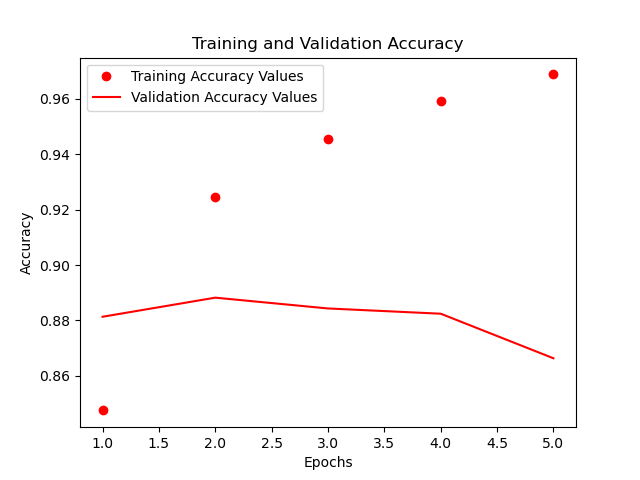 Training and Validation Accuracy
Training Accuracy Values
Validation Accuracy Values
0.96
0.94
0.92
0.90
0.88
0.86
Accuracy
1.0 1.5 2.0 2.5 3.0 3.5 4.0 4.5 5.0
Epochs